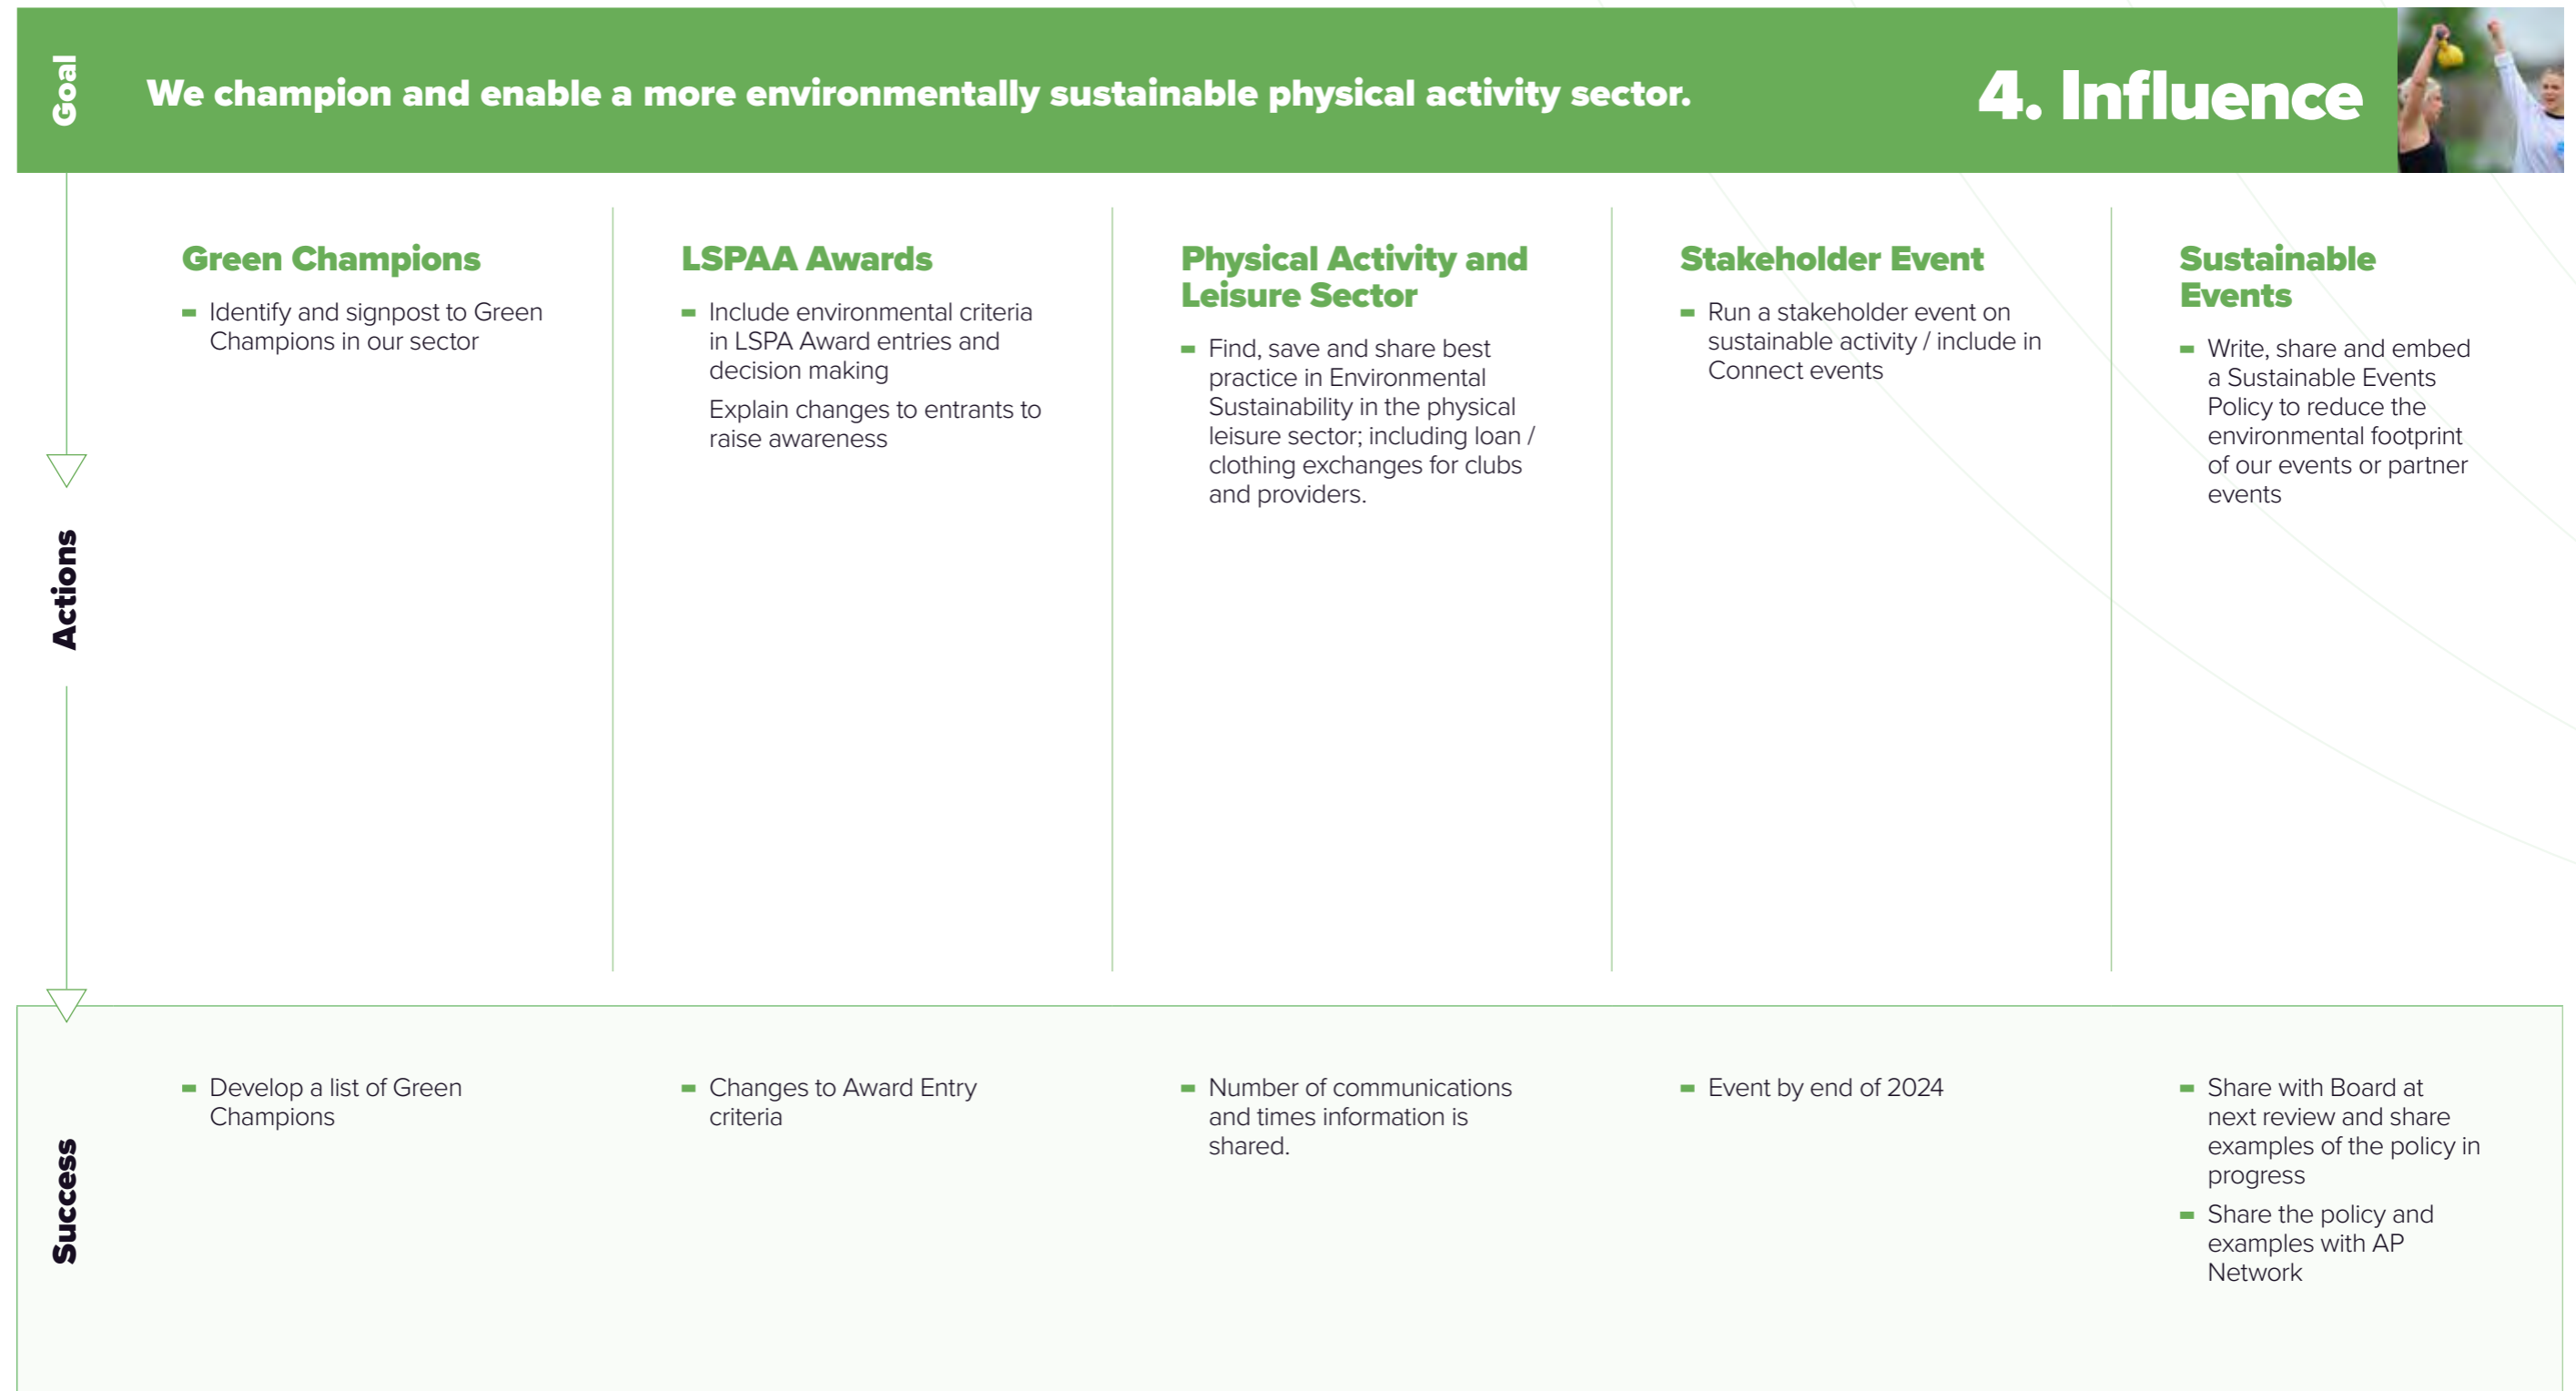 Goal
We champion and enable a more environmentally sustainable physical activity sector.
4. Influence
Actions
Green Champions
Identify and signpost to Green
Champions in our sector
LSPAA Awards
Include environmental criteria
in LSPA Award entries and
decision making
Explain changes to entrants to
raise awareness
Physical Activity and
Leisure Sector
Find, save and share best
practice in Environmental
Sustainability in the physical
leisure sector; including loan /
clothing exchanges for clubs
and providers.
Stakeholder Event
Run a stakeholder event on
sustainable activity / include in
Connect events
Sustainable
Events
Write, share and embed
a Sustainable Events
Policy to reduce the
environmental footprint
of our events or partner
events
Success
Develop a list of Green
Champions
Changes to Award Entry
criteria
Number of communications
and times information is
shared.
Event by end of 2024
Share with Board at
next review and share
examples of the policy in
progress
Share the policy and
examples with AP
Network